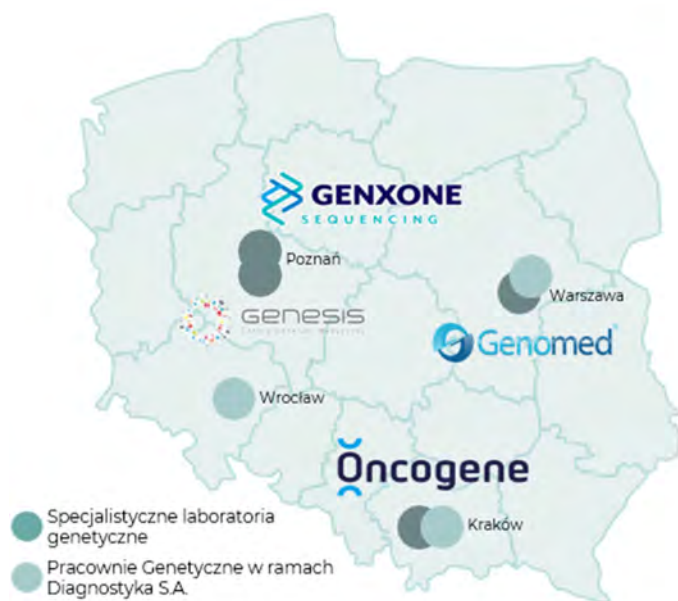 GENXONE
SEQUENCING
Poznań
Warszawa
genesis
Genomed
Wrocław
Oncogene
Kraków
Specjalistyczne laboratoria
genetyczne
Pracownie Genetyczne w ramach
Diagnostyka S.A.